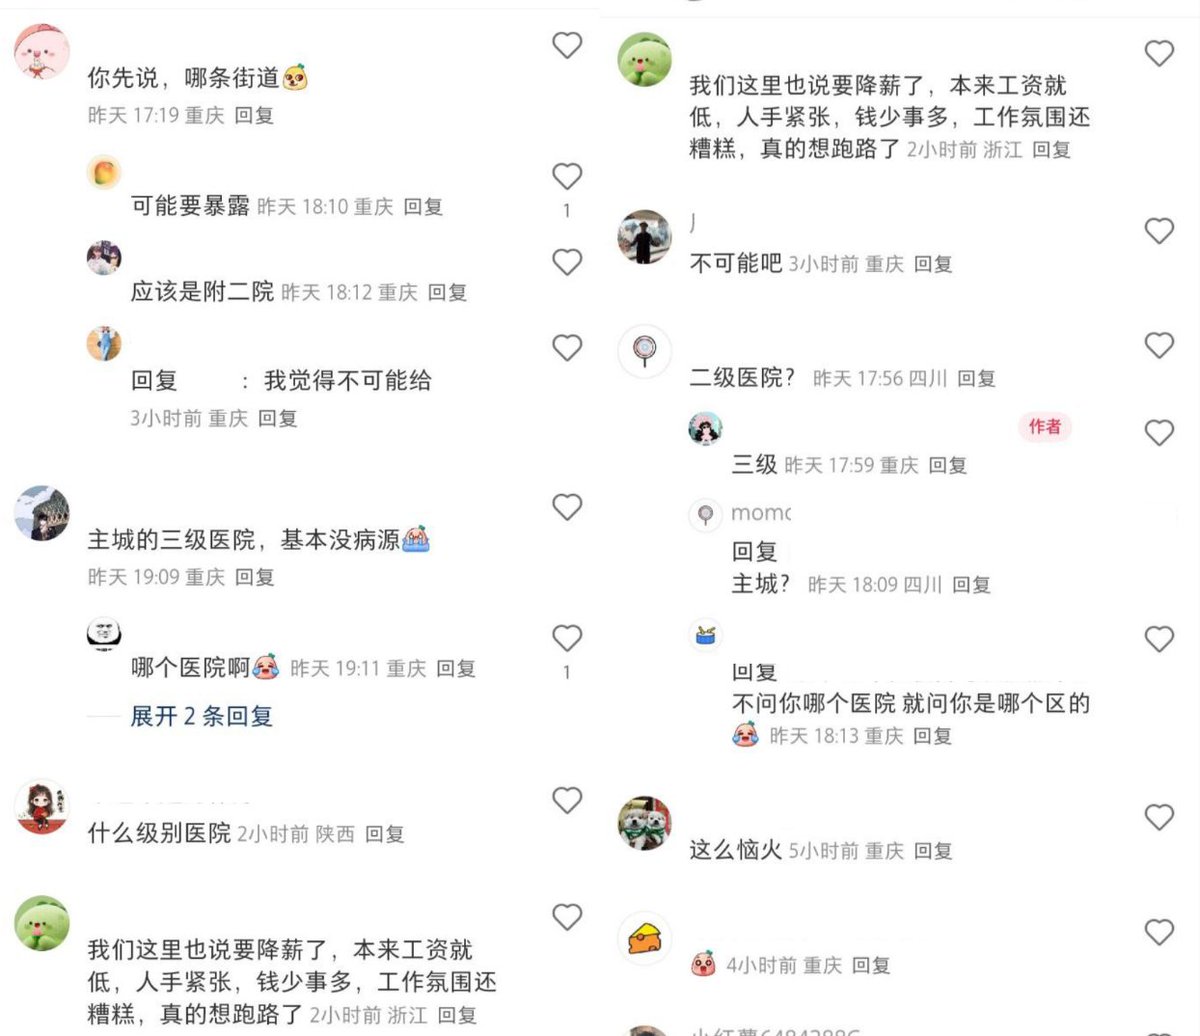 你先说，哪条街道
昨天 17:19 重庆 回复
1
可能要暴露 昨天 18:10 重庆 回复
应该是附二院 昨天 18:12 重庆 回复
回复 ：我觉得不可能给
3小时前 重庆 回复
主城的三级医院，基本没病源
昨天 19:09 重庆 回复
哪个医院啊 昨天 19:11 重庆 回复
1
展开 2 条回复
什么级别医院 2小时前 陕西 回复
我们这里也说要降薪了，本来工资就
低，人手紧张，钱少事多，工作氛围还
糟糕，真的想跑路了 2小时前 浙江 回复
我们这里也说要降薪了，本来工资就
低，人手紧张，钱少事多，工作氛围还
糟糕，真的想跑路了 2小时前 浙江 回复
不可能吧 3小时前 重庆 回复
二级医院？ 昨天 17:56 四川 回复
作者
三级 昨天 17:59 重庆 回复
回复
主城？ 昨天 18:09 四川 回复
回复
不问你哪个医院 就问你是哪个区的
昨天 18:13 重庆 回复
这么恼火 5小时前 重庆 回复
4小时前 重庆 回复